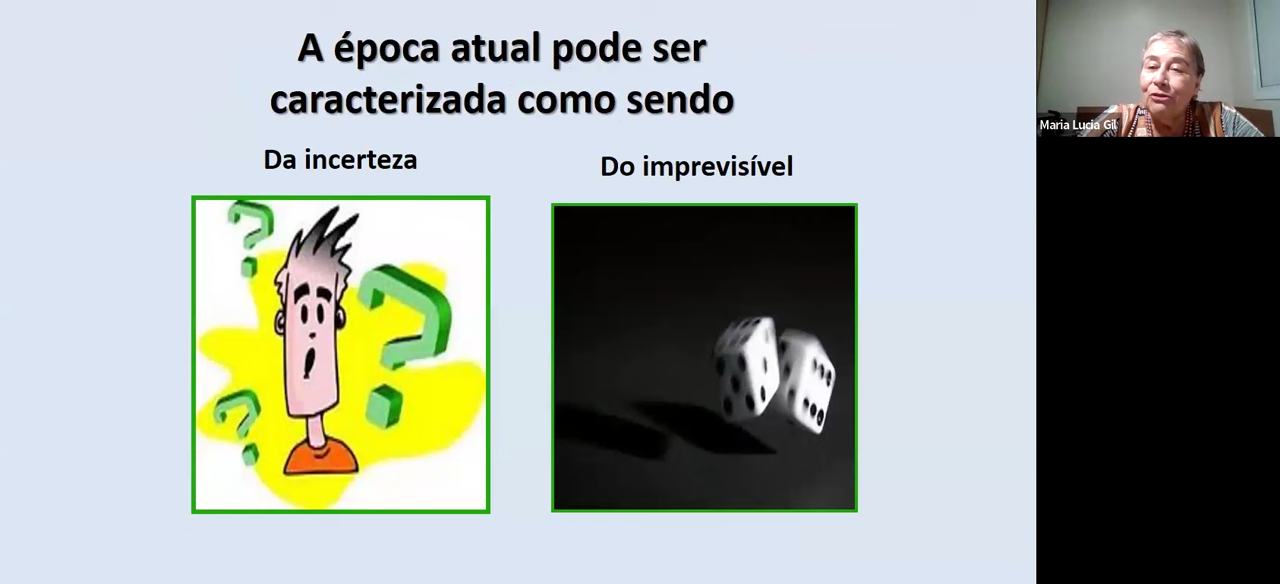 A época atual pode ser
caracterizada como sendo
Da incerteza
Do imprevisível
Maria Lucia Gil